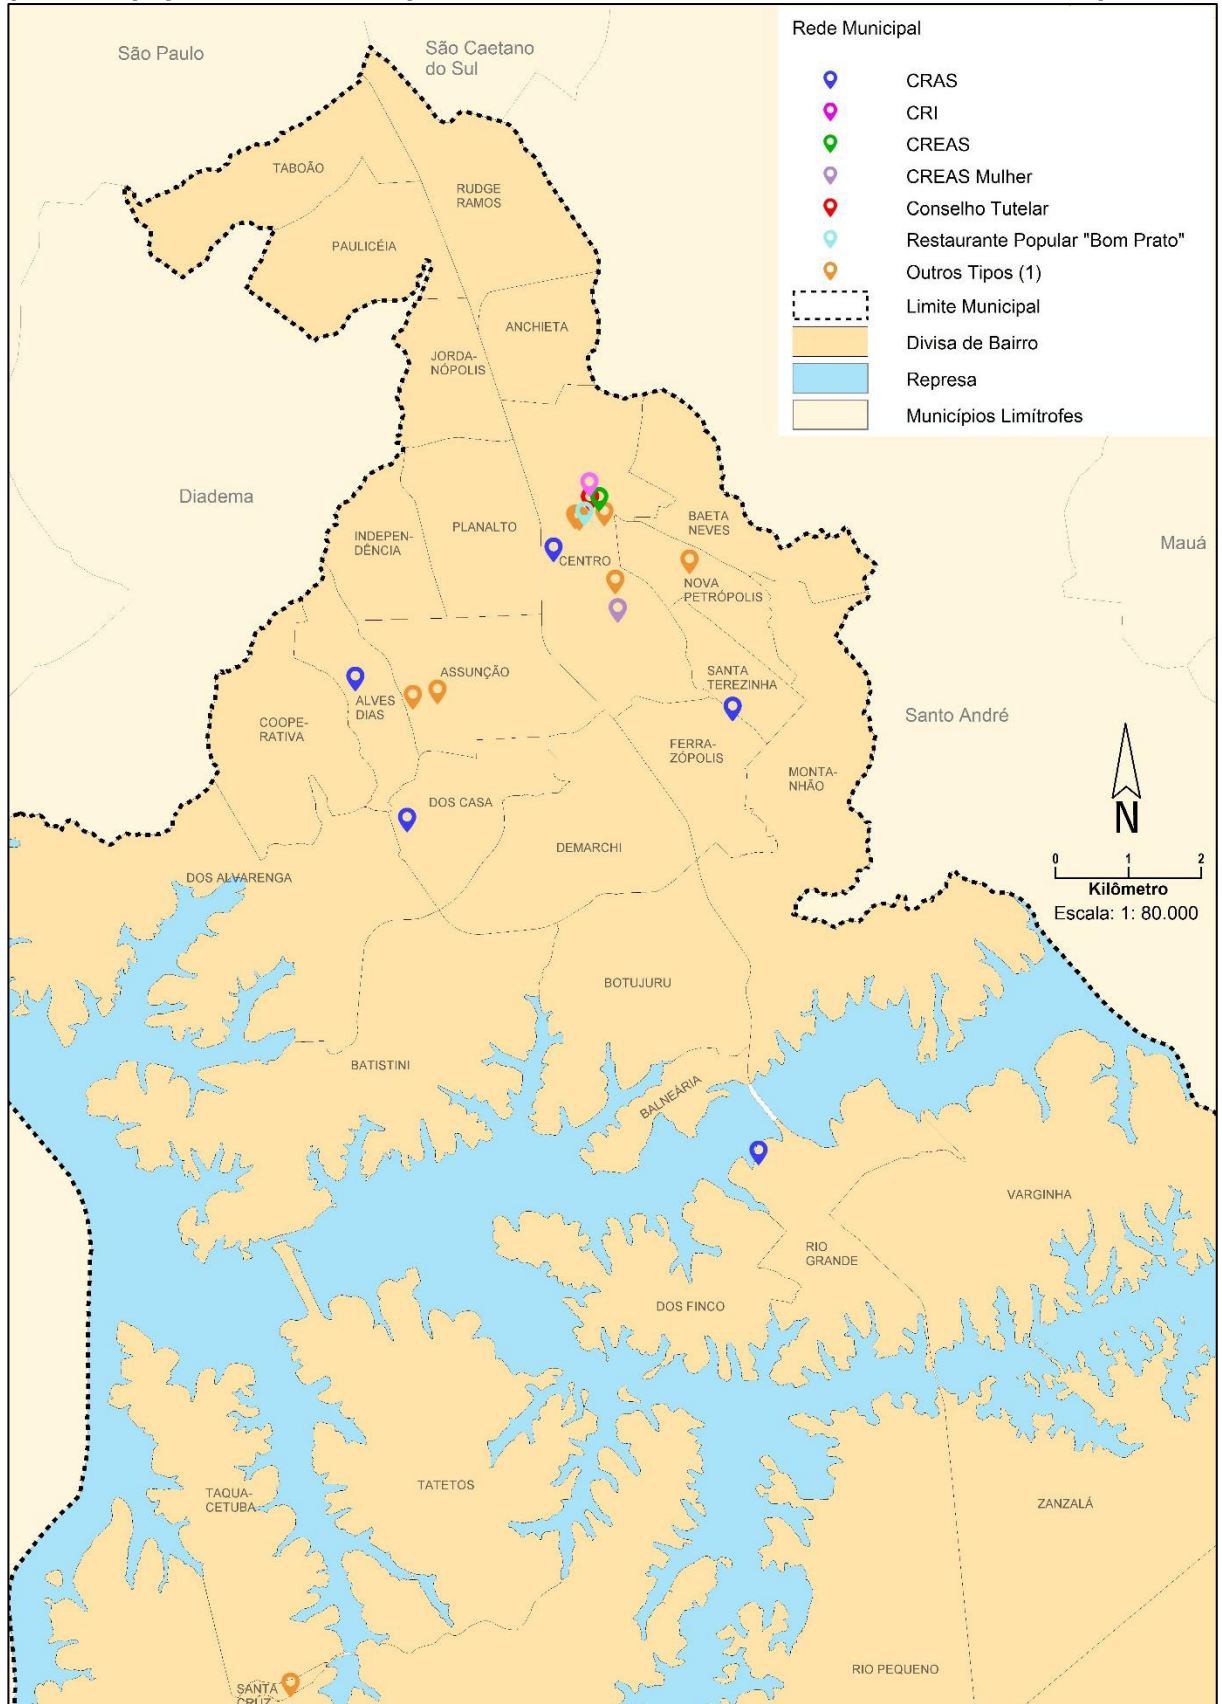 São Paulo
São Caetano
do Sul
Rede Municipal
CRAS
CRI
CREAS
CREAS Mulher
Conselho Tutelar
Restaurante Popular "Bom Prato"
Outros Tipos (1)
Limite Municipal
Divisa de Bairro
Represa
Municípios Limítrofes
TABOÃO
RUDGE
RAMOS
PAULICÉIA
ANCHIETA
JORDA-
NÓPOLIS
Diadema
PLANALTO
INDEPEN-
DÊNCIA
BAETA
NEVES
Mauá
CENTRO
NOVA
PETRÓPOLIS
ASSUNÇÃO
SANTA
TEREZINHA
ALVES
DIAS
COOPE-
RATIVA
Santo André
FERRA-
ZÓPOLIS
MONTA-
NHÃO
DOS CASA
DEMARCHI
N
0 1 2
Kilômetro
Escala: 1: 80.000
DOS ALVARENGA
BOTUJURU
BATISTINI
BALNEÁRIA
VARGINHA
RIO
GRANDE
DOS FINCO
TATETOS
TAQUA-
CETUBA
ZANZALÁ
RIO PEQUENO
SANTA
CRUZ